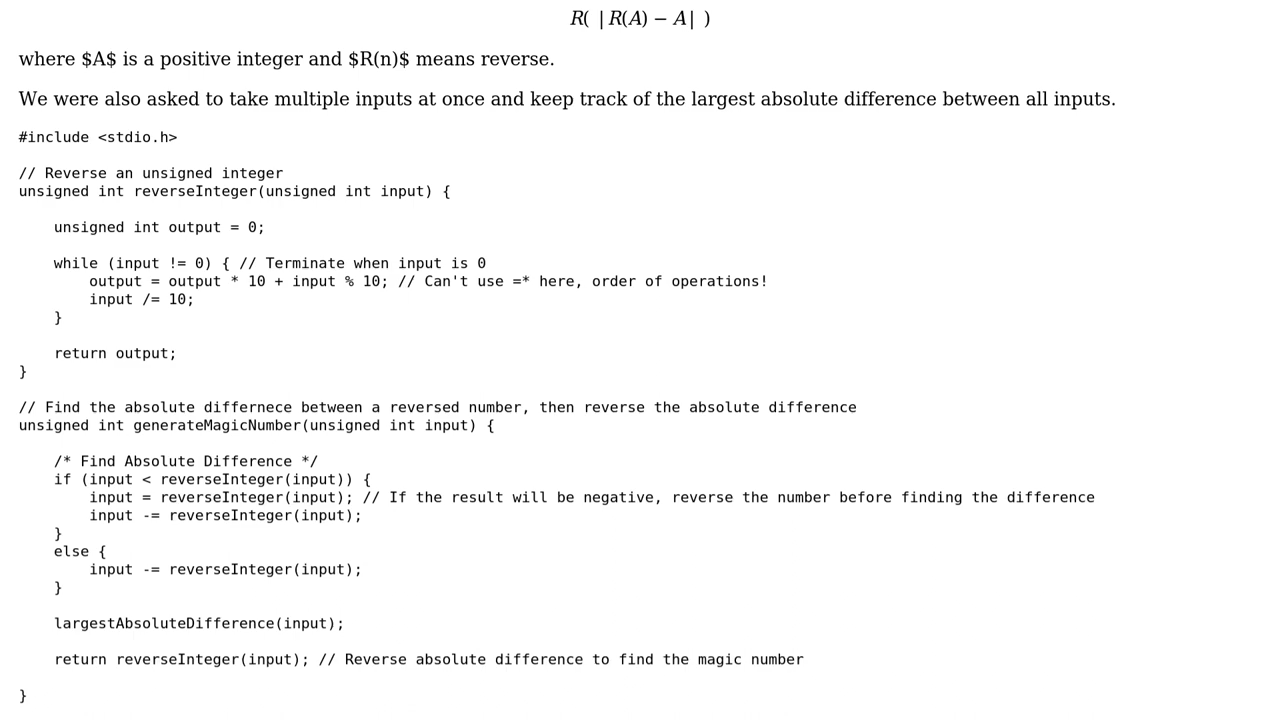 R( | R(A) − A| )
where $A$ is a positive integer and $R(n)$ means reverse.
We were also asked to take multiple inputs at once and keep track of the largest absolute difference between all inputs.
#include <stdio.h>
// Reverse an unsigned integer
unsigned int reverseInteger(unsigned int input) {
    unsigned int output = 0;
    while (input != 0) { // Terminate when input is 0
        output = output * 10 + input % 10; // Can't use =* here, order of operations!
        input /= 10;
    }
    return output;
}
// Find the absolute differnece between a reversed number, then reverse the absolute difference
unsigned int generateMagicNumber(unsigned int input) {
    /* Find Absolute Difference */
    if (input < reverseInteger(input)) {
        input = reverseInteger(input); // If the result will be negative, reverse the number before finding the difference
        input -= reverseInteger(input);
    }
    else {
        input -= reverseInteger(input);
    }
    largestAbsoluteDifference(input);
    return reverseInteger(input); // Reverse absolute difference to find the magic number
}